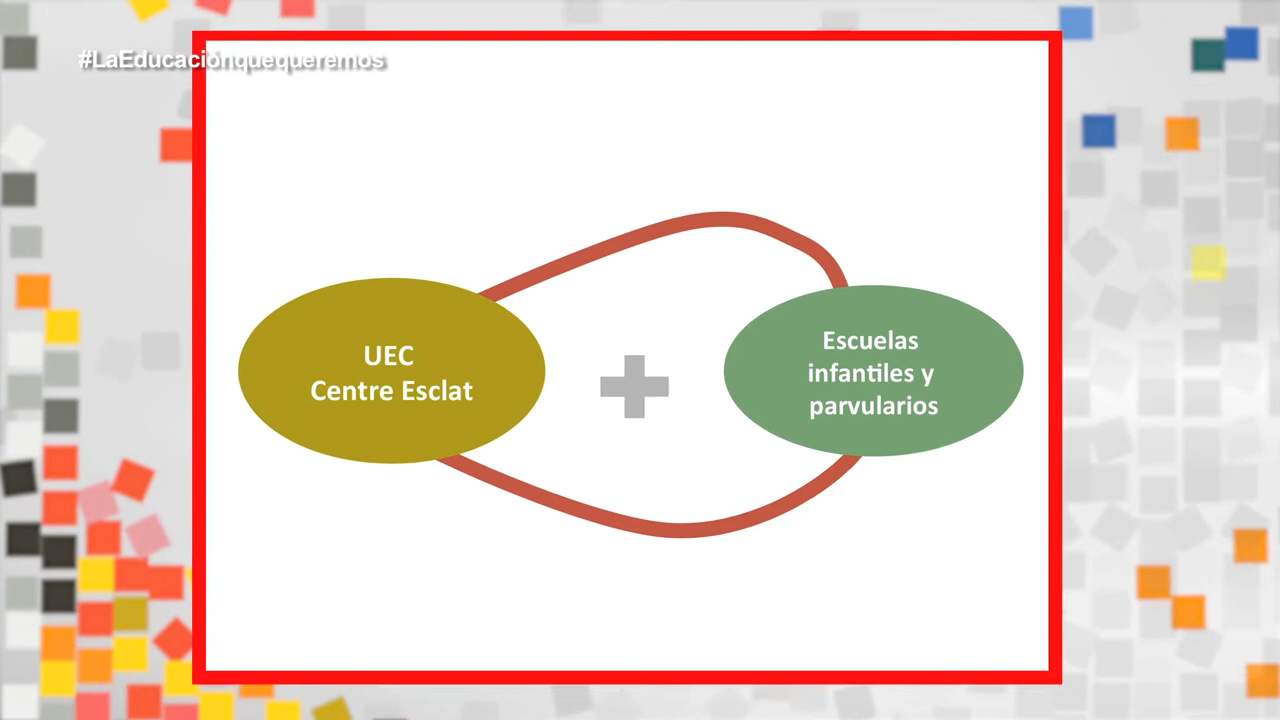 #LaEducaciónquequeremos
UEC
Centre Esclat
Escuelas
infantiles y
parvularios